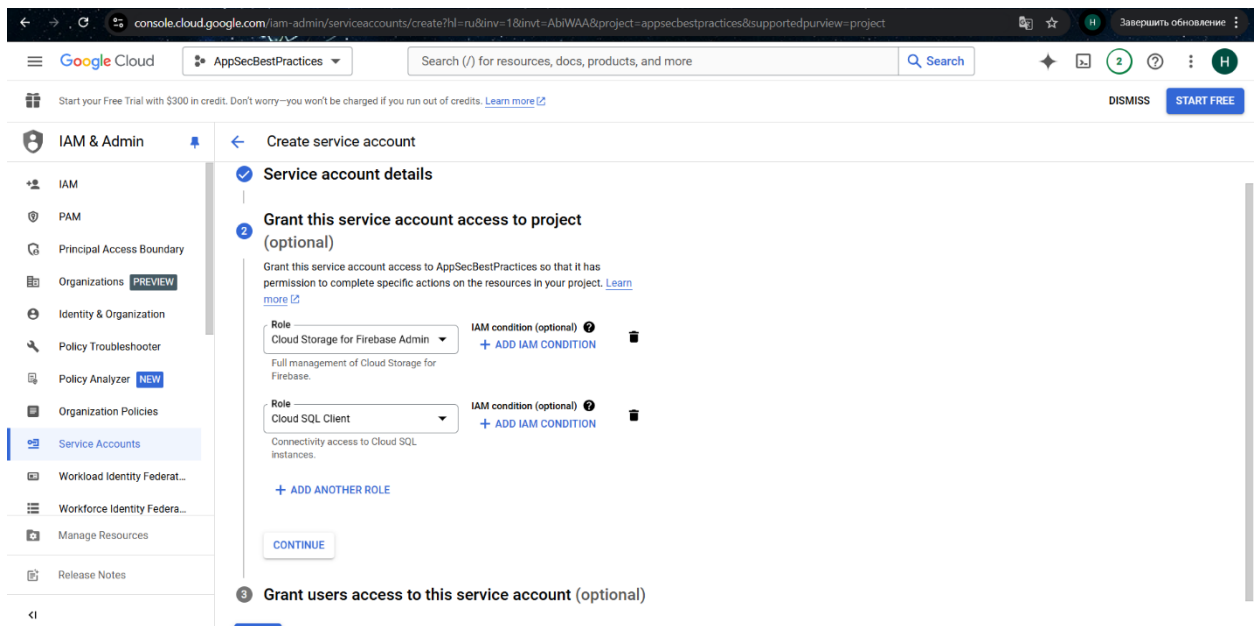 console.cloud.google.com/iam-admin/serviceaccounts/create?hl=ru&inv=1&invt=AbiWAA&project=appsecbestpractices&supportedpurview=project
H
Завершить обновление
Google Cloud
AppSecBestPractices
Search (/) for resources, docs, products, and more
Search
2
H
Start your Free Trial with $300 in credit. Don't worry—you won't be charged if you run out of credits. Learn more
DISMISS
START FREE
IAM & Admin
Create service account
IAM
PAM
Principal Access Boundary
Organizations PREVIEW
Identity & Organization
Policy Troubleshooter
Policy Analyzer NEW
Organization Policies
Service Accounts
Workload Identity Federat...
Workforce Identity Federa...
Manage Resources
Release Notes
Service account details
2
Grant this service account access to project
(optional)
Grant this service account access to AppSecBestPractices so that it has
permission to complete specific actions on the resources in your project. Learn
more
Role
Cloud Storage for Firebase Admin
IAM condition (optional)
+ ADD IAM CONDITION
Full management of Cloud Storage for
Firebase.
Role
Cloud SQL Client
IAM condition (optional)
+ ADD IAM CONDITION
Connectivity access to Cloud SQL
instances.
+ ADD ANOTHER ROLE
CONTINUE
3
Grant users access to this service account (optional)